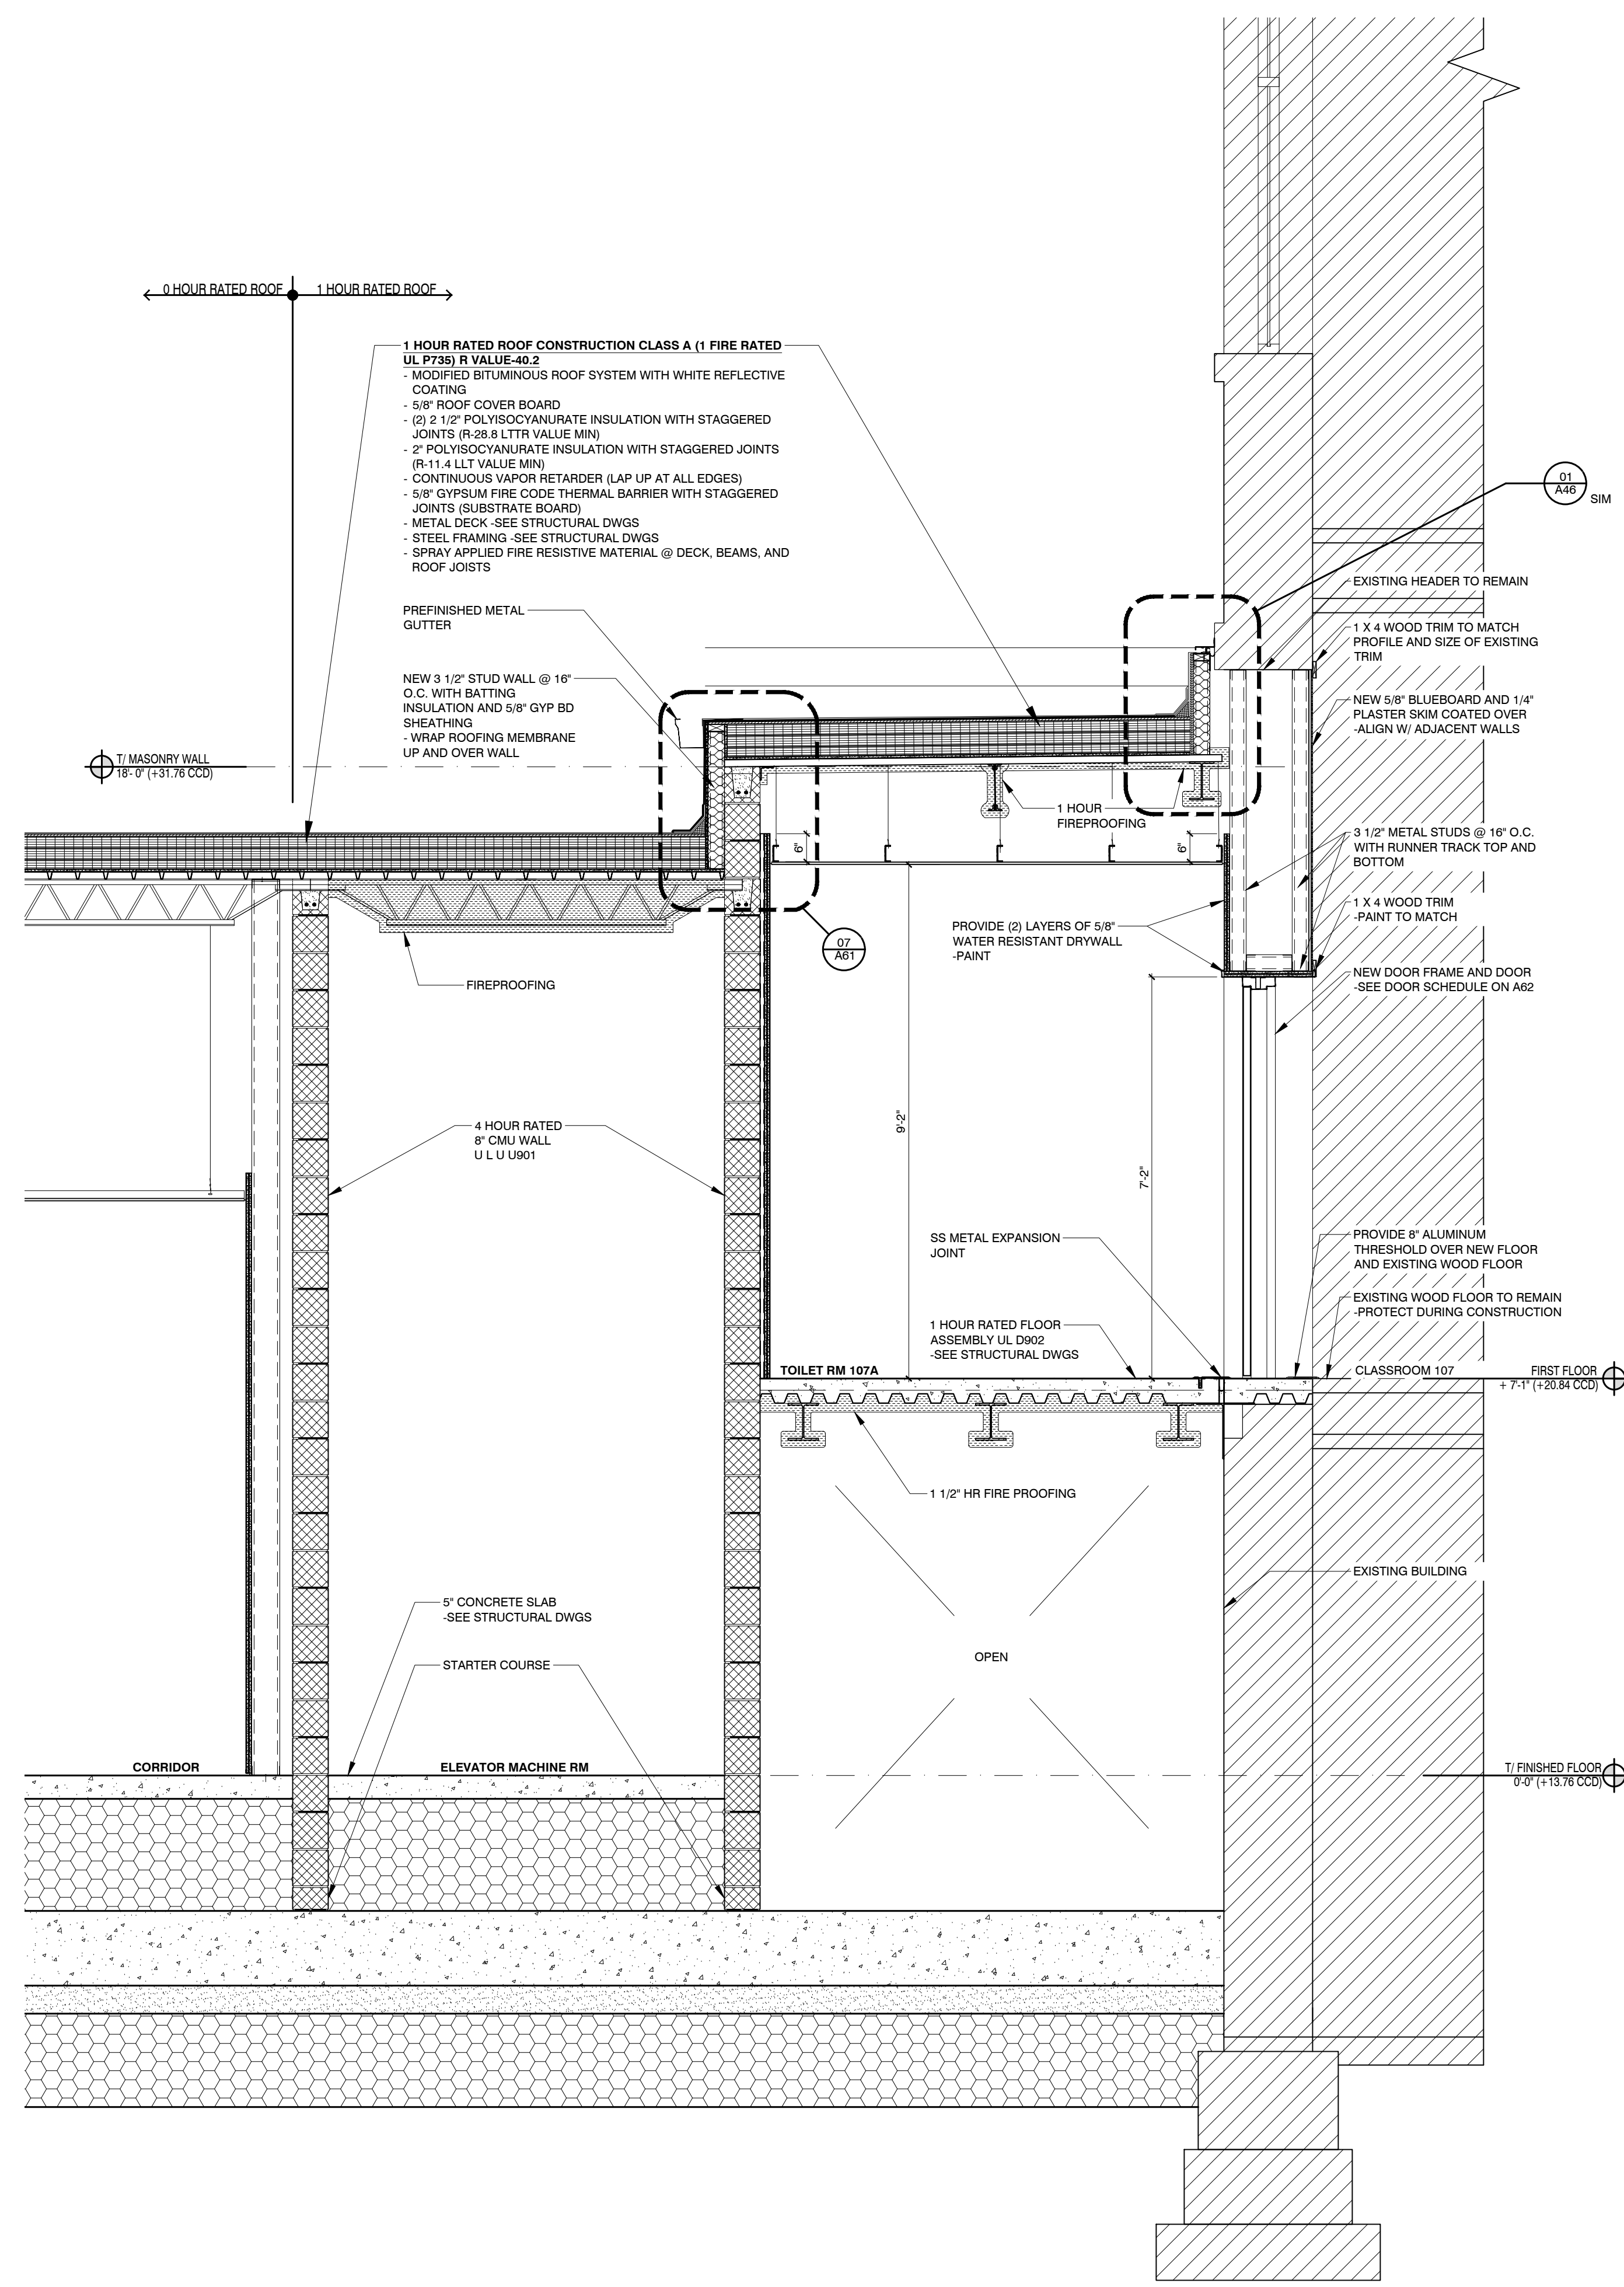 0 HOUR RATED ROOF
1 HOUR RATED ROOF
1 HOUR RATED ROOF CONSTRUCTION CLASS A (1 FIRE RATED
UL P735) R VALUE-40.2
- MODIFIED BITUMINOUS ROOF SYSTEM WITH WHITE REFLECTIVE
COATING
- 5/8" ROOF COVER BOARD
- (2) 2 1/2" POLYISOCYANURATE INSULATION WITH STAGGERED
JOINTS (R-28.8 LTTR VALUE MIN)
- 2" POLYISOCYANURATE INSULATION WITH STAGGERED JOINTS
(R-11.4 LLT VALUE MIN)
- CONTINUOUS VAPOR RETARDER (LAP UP AT ALL EDGES)
- 5/8" GYPSUM FIRE CODE THERMAL BARRIER WITH STAGGERED
JOINTS (SUBSTRATE BOARD)
- METAL DECK -SEE STRUCTURAL DWGS
- STEEL FRAMING -SEE STRUCTURAL DWGS
- SPRAY APPLIED FIRE RESISTIVE MATERIAL @ DECK, BEAMS, AND
ROOF JOISTS
01
A46
SIM
PREFINISHED METAL
GUTTER
NEW 3 1/2" STUD WALL @ 16"
O.C. WITH BATTING
INSULATION AND 5/8" GYP BD
SHEATHING
- WRAP ROOFING MEMBRANE
UP AND OVER WALL
EXISTING HEADER TO REMAIN
1 X 4 WOOD TRIM TO MATCH
PROFILE AND SIZE OF EXISTING
TRIM
NEW 5/8" BLUEBOARD AND 1/4"
PLASTER SKIM COATED OVER
-ALIGN W/ ADJACENT WALLS
T/ MASONRY WALL
18'- 0" (+31.76 CCD)
1 HOUR
FIREPROOFING
6"
6"
3 1/2" METAL STUDS @ 16" O.C.
WITH RUNNER TRACK TOP AND
BOTTOM
1 X 4 WOOD TRIM
-PAINT TO MATCH
PROVIDE (2) LAYERS OF 5/8"
WATER RESISTANT DRYWALL
-PAINT
07
A61
NEW DOOR FRAME AND DOOR
-SEE DOOR SCHEDULE ON A62
FIREPROOFING
4 HOUR RATED
8" CMU WALL
U L U U901
9'-2"
7'-2"
SS METAL EXPANSION
JOINT
PROVIDE 8" ALUMINUM
THRESHOLD OVER NEW FLOOR
AND EXISTING WOOD FLOOR
EXISTING WOOD FLOOR TO REMAIN
-PROTECT DURING CONSTRUCTION
1 HOUR RATED FLOOR
ASSEMBLY UL D902
-SEE STRUCTURAL DWGS
TOILET RM 107A
CLASSROOM 107
FIRST FLOOR
+ 7'-1" (+20.84 CCD)
1 1/2" HR FIRE PROOFING
EXISTING BUILDING
5" CONCRETE SLAB
-SEE STRUCTURAL DWGS
OPEN
STARTER COURSE
CORRIDOR
ELEVATOR MACHINE RM
T/ FINISHED FLOOR
0'-0" (+13.76 CCD)